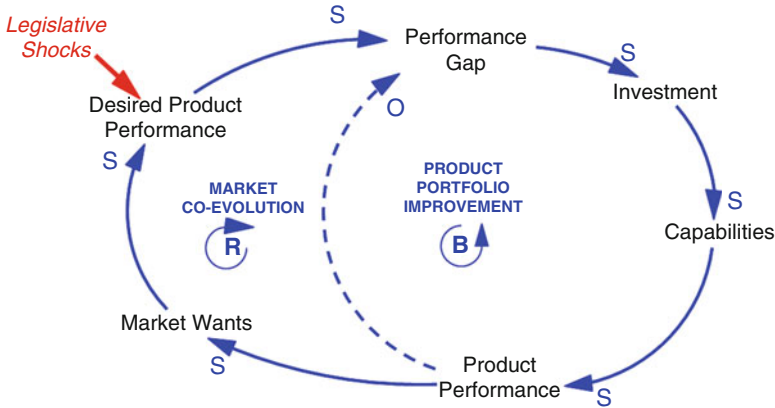 Legislative
Shocks
S
Performance
Gap
S
Investment
Desired Product
Performance
O
S
MARKET
CO-EVOLUTION
R
PRODUCT
PORTFOLIO
IMPROVEMENT
B
S
Capabilities
Market Wants
S
Product
Performance
S